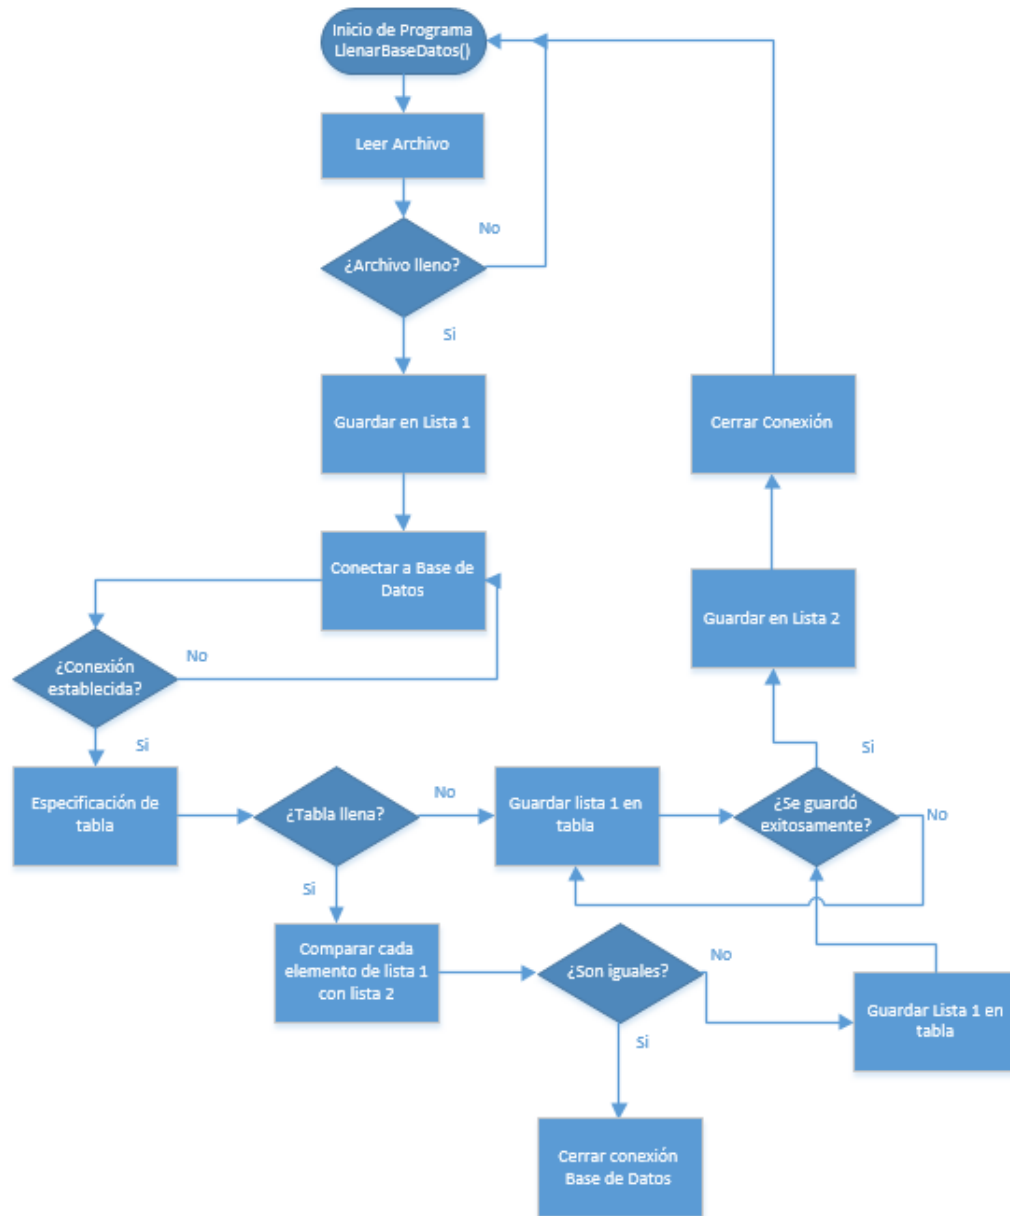 Inicio de Programa
LlenarBaseDatos()
Leer Archivo
No
¿Archivo lleno?
Si
Guardar en Lista 1
Cerrar Conexión
Conectar a Base de
Datos
Guardar en Lista 2
¿Conexión
establecida?
No
Si
Si
Especificación de
tabla
¿Tabla llena?
No
Guardar lista 1 en
tabla
¿Se guardó
exitosamente?
No
Si
Comparar cada
elemento de lista 1
con lista 2
¿Son iguales?
No
Guardar Lista 1 en
tabla
Si
Cerrar conexión
Base de Datos